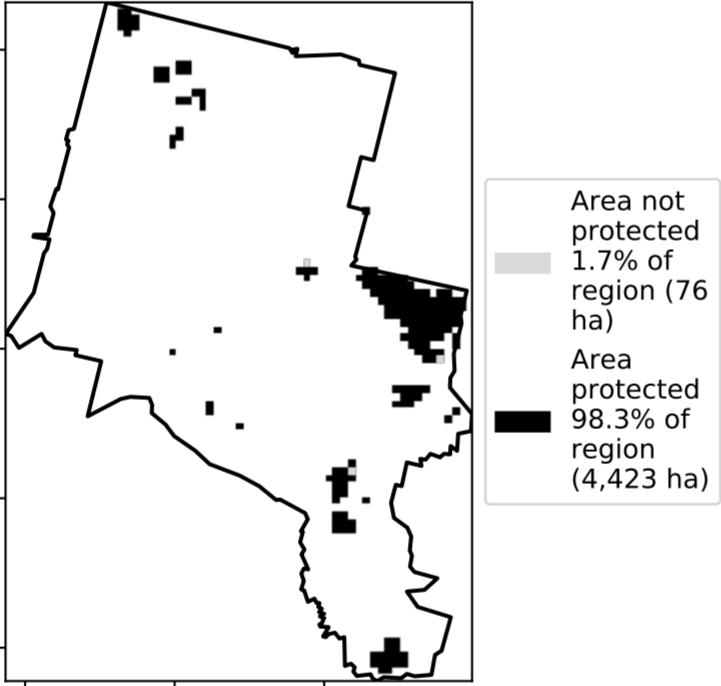 Area not
protected
1.7% of
region (76
ha)
Area
protected
98.3% of
region
(4,423 ha)